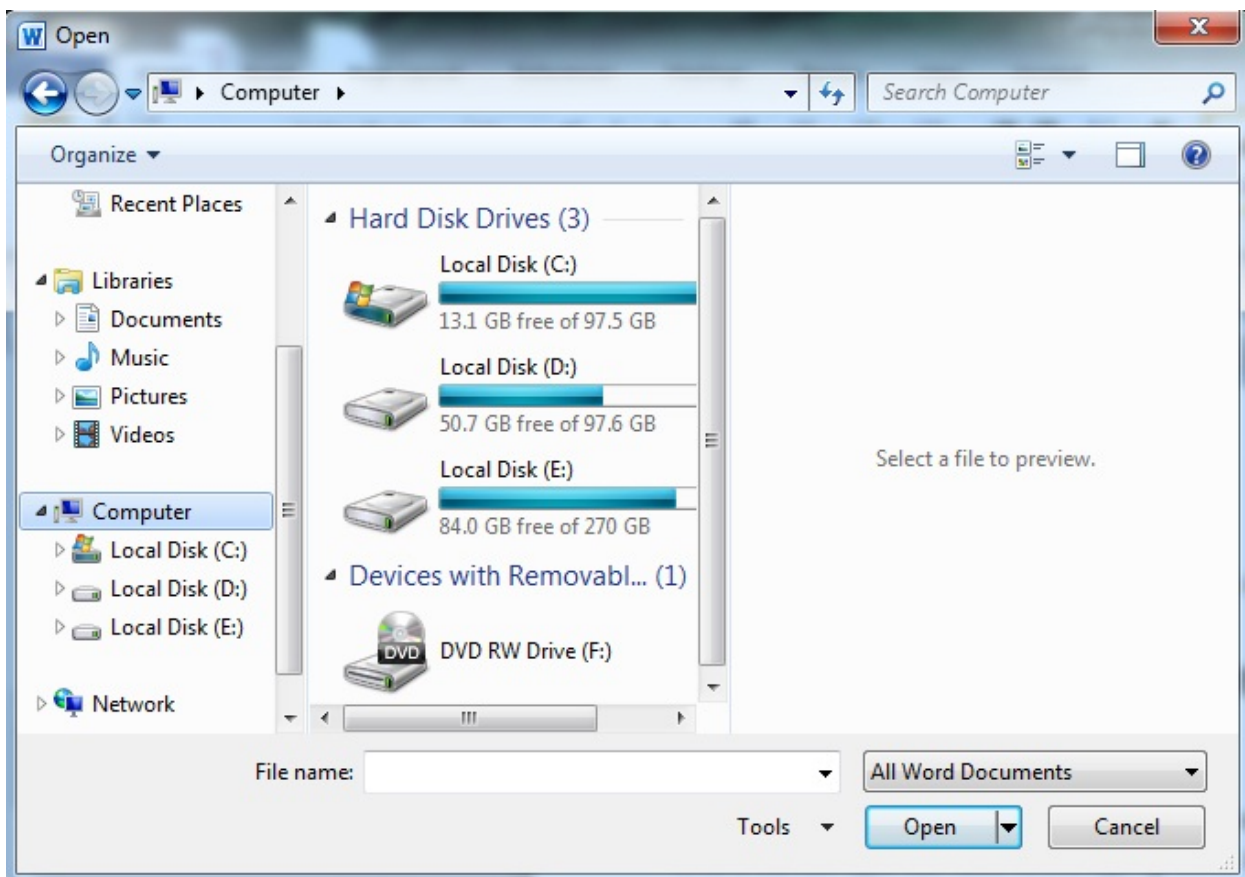 Open
Computer
Search Computer
Organize
Recent Places
Libraries
Documents
Music
Pictures
Videos
Computer
Local Disk (C:)
Local Disk (D:)
Local Disk (E:)
Network
Hard Disk Drives (3)
Local Disk (C:)
13.1 GB free of 97.5 GB
Local Disk (D:)
50.7 GB free of 97.6 GB
Local Disk (E:)
84.0 GB free of 270 GB
Devices with Removabl... (1)
DVD
DVD RW Drive (F:)
Select a file to preview.
File name:
All Word Documents
Tools
Open
Cancel